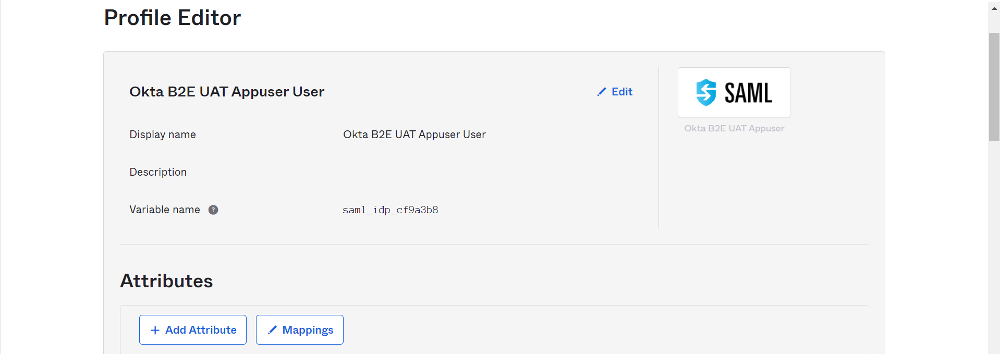 Profile Editor
Okta B2E UAT Appuser User
Edit
SAML
Okta B2E UAT Appuser
Display name
Okta B2E UAT Appuser User
Description
Variable name ?
saml_idp_cf9a3b8
Attributes
+ Add Attribute
Mappings